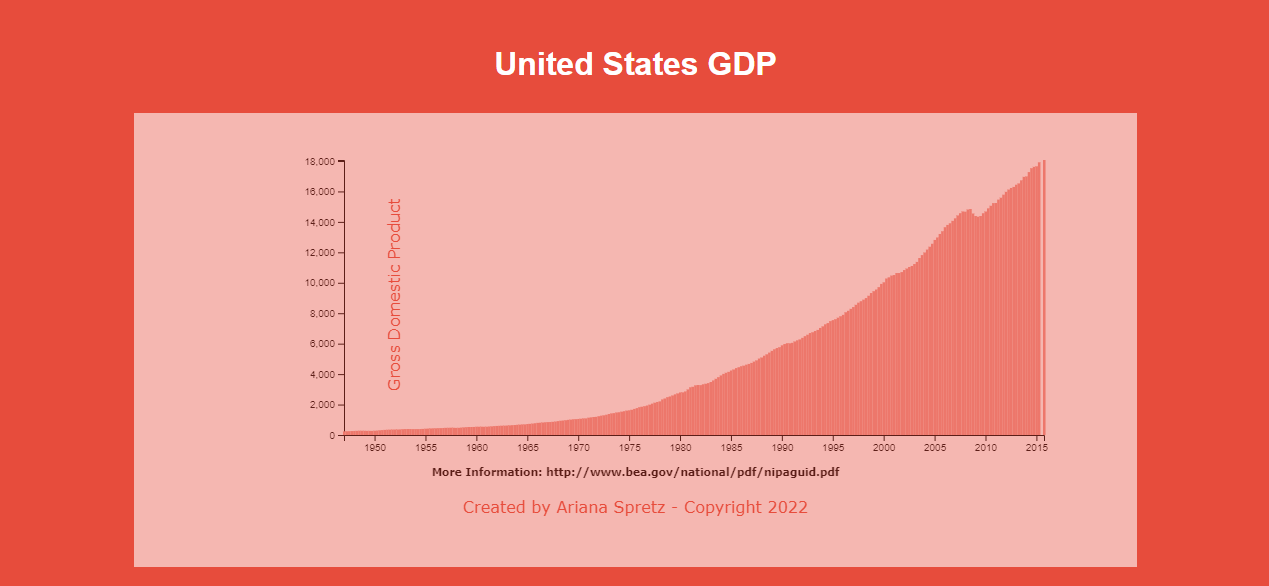 United States GDP
18,000
16,000
14,000
12,000
10,000
8,000
6,000
4,000
2,000
0
Gross Domestic Product
1950 1955 1960 1965 1970 1975 1980 1985 1990 1995 2000 2005 2010 2015
More Information: http://www.bea.gov/national/pdf/nipaguid.pdf
Created by Ariana Spretz - Copyright 2022